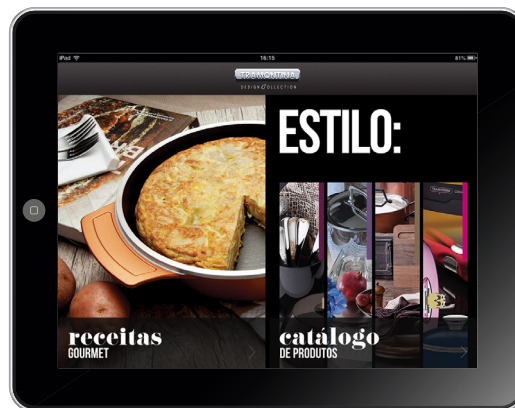 iPad
16:15
81%
TRAMONTINA
DESIGN COLLECTION
ESTILO:
receitas
GOURMET
catálogo
DE PRODUTOS